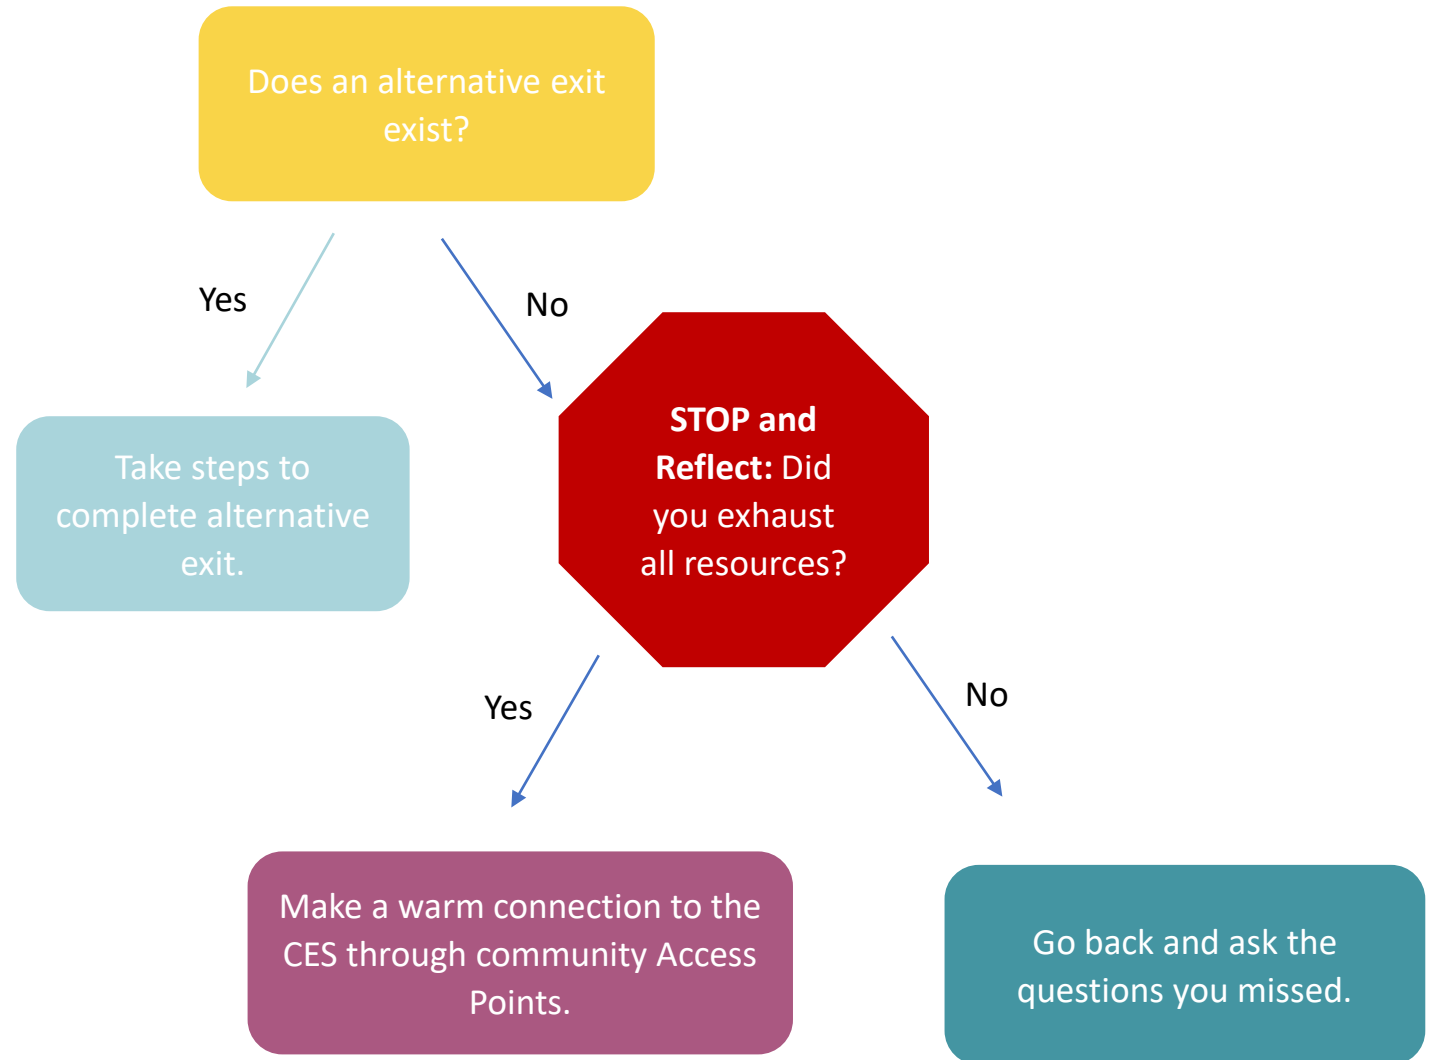 Does an alternative exit
exist?
Yes
No
Take steps to
complete alternative
exit.
STOP and
Reflect: Did
you exhaust
all resources?
Yes
No
Make a warm connection to the
CES through community Access
Points.
Go back and ask the
questions you missed.